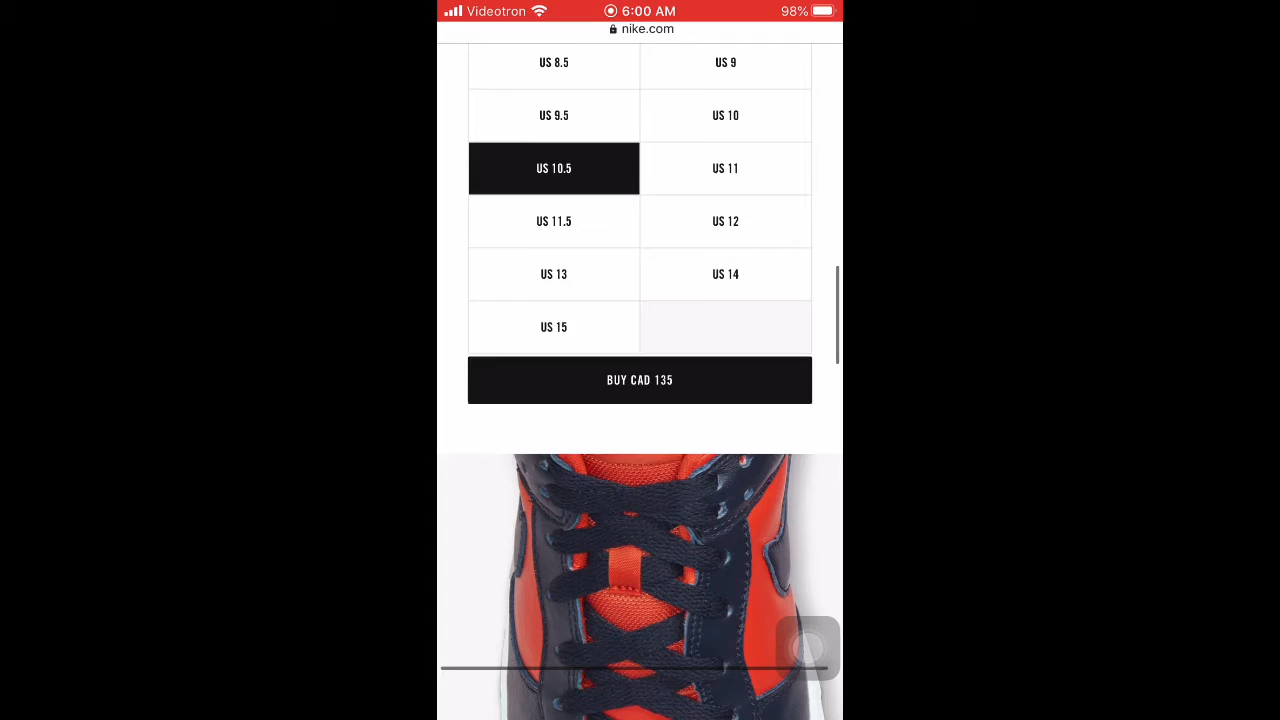 Videotron 6:00 AM 98%
nike.com
US 8.5 US 9
US 9.5 US 10
US 10.5 US 11
US 11.5 US 12
US 13 US 14
US 15
BUY CAD 135